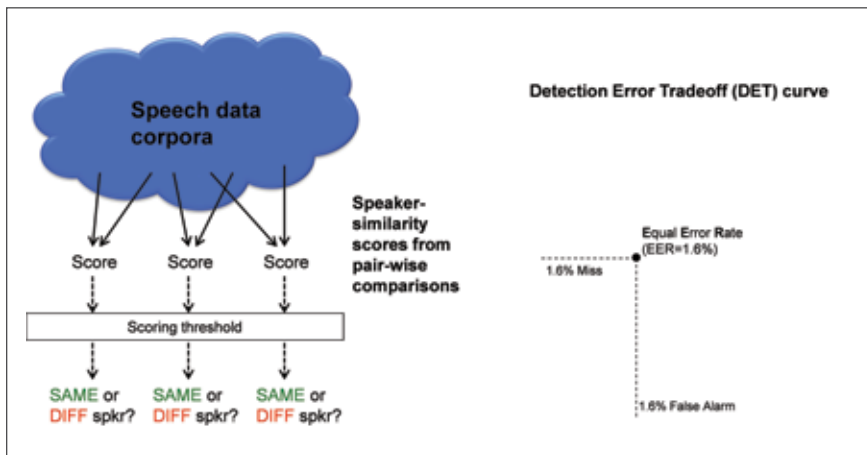 Speech data
corpora
Speaker-
similarity
scores from
pair-wise
comparisons
Score Score Score
Scoring threshold
SAME or SAME or SAME or
DIFF spkr? DIFF spkr? DIFF spkr?
Detection Error Tradeoff (DET) curve
Equal Error Rate
(EER=1.6%)
1.6% Miss
1.6% False Alarm